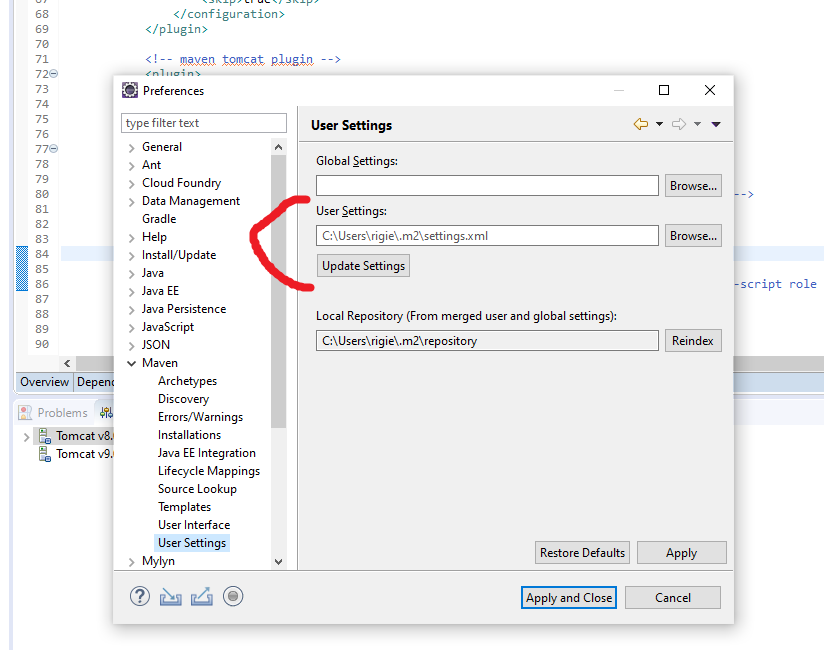 67 <skip>true</skip>
68 </configuration>
69 </plugin>
70
71 <!-- maven tomcat plugin -->
72 <plugin>
73
74
75
76
77
78
79
80 -->
81
82
83
84
85
86 -script role
87
88
89
90
Overview
Problems
Tomcat v8.
Tomcat v9.
Preferences
type filter text
General
Ant
Cloud Foundry
Data Management
Gradle
Help
Install/Update
Java
Java EE
Java Persistence
JavaScript
JSON
Maven
Archetypes
Discovery
Errors/Warnings
Installations
Java EE Integration
Lifecycle Mappings
Source Lookup
Templates
User Interface
User Settings
Mylyn
User Settings
Global Settings:
Browse...
User Settings:
C:\Users\rigie\.m2\settings.xml
Browse...
Update Settings
Local Repository (From merged user and global settings):
C:\Users\rigie\.m2\repository
Reindex
Restore Defaults
Apply
Apply and Close
Cancel